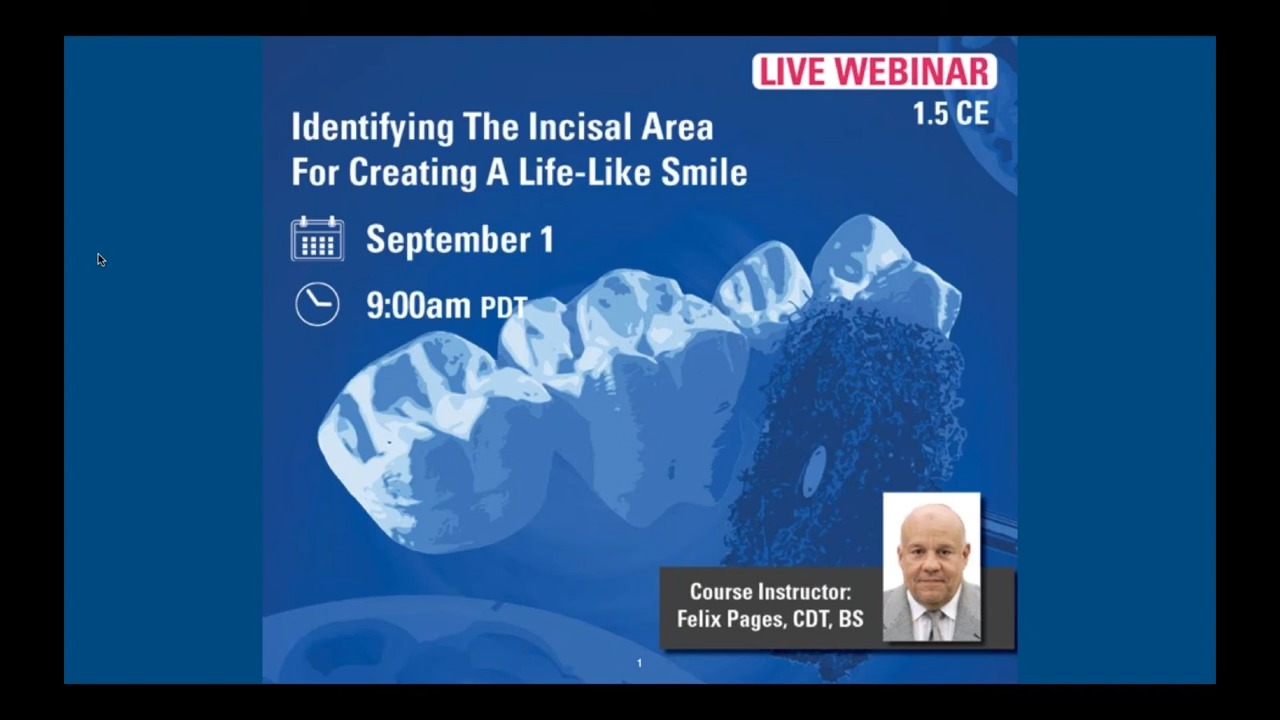 LIVE WEBINAR
1.5 CE
Identifying The Incisal Area
For Creating A Life-Like Smile
September 1
9:00am PDT
Course Instructor:
Felix Pages, CDT, BS
1